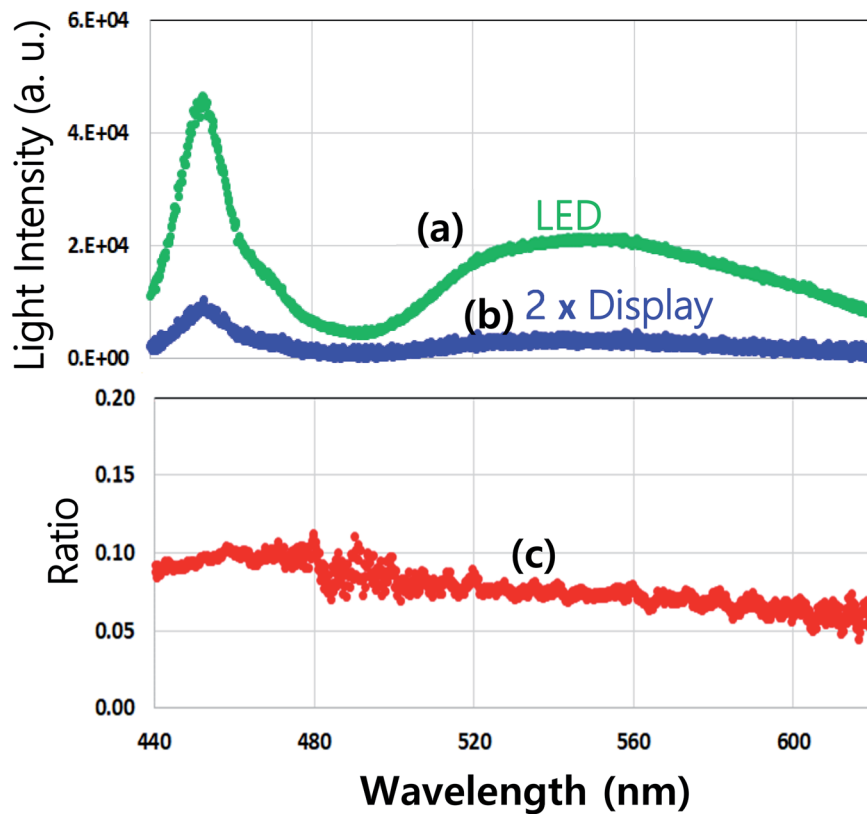 Light Intensity (a. u.)
6.E+04
4.E+04
2.E+04
0.E+00
(a)
LED
(b) 2 x Display
Ratio
0.20
0.15
0.10
0.05
0.00
(c)
440 480 520 560 600
Wavelength (nm)